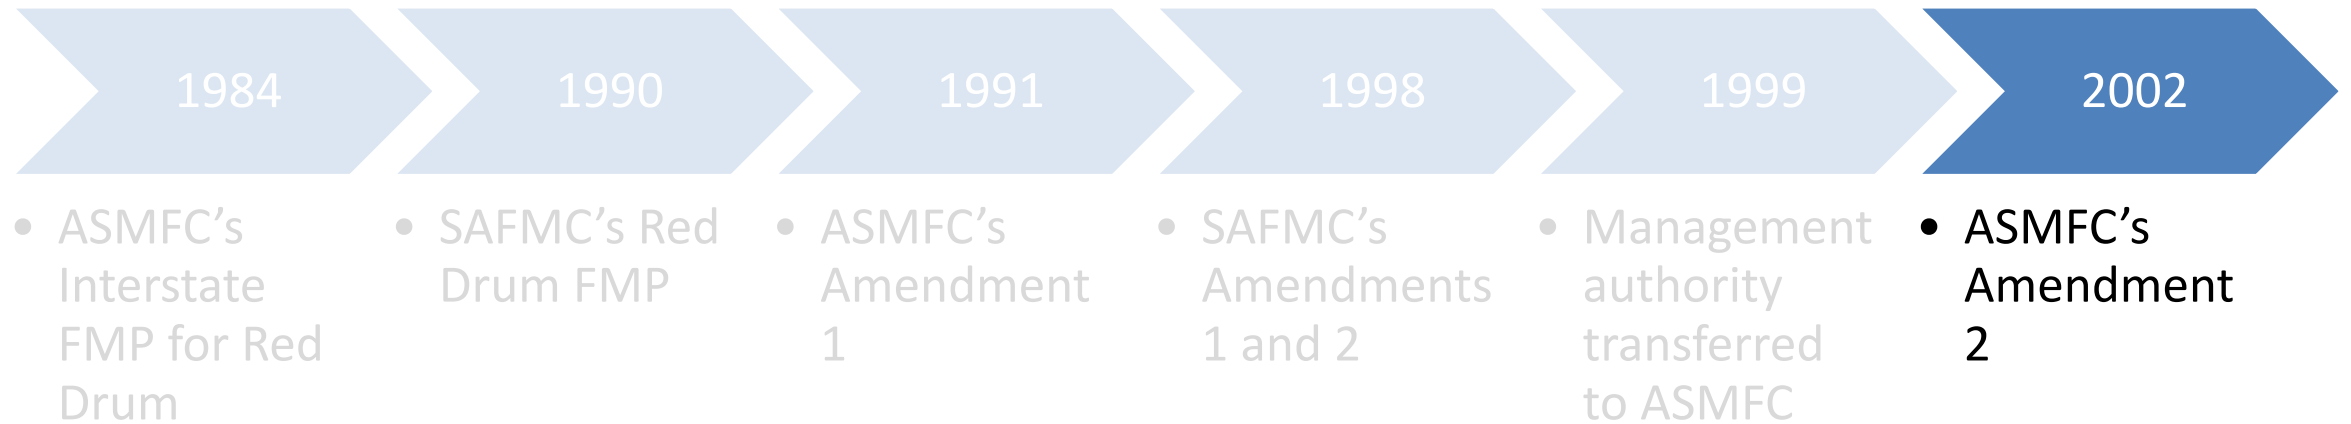 1984
1990
1991
1998
1999
2002
• ASMFC’s
Interstate
FMP for Red
Drum
• SAFMC’s Red
Drum FMP
• ASMFC’s
Amendment
1
• SAFMC’s
Amendments
1 and 2
• Management
authority
transferred
to ASMFC
• ASMFC’s
Amendment
2